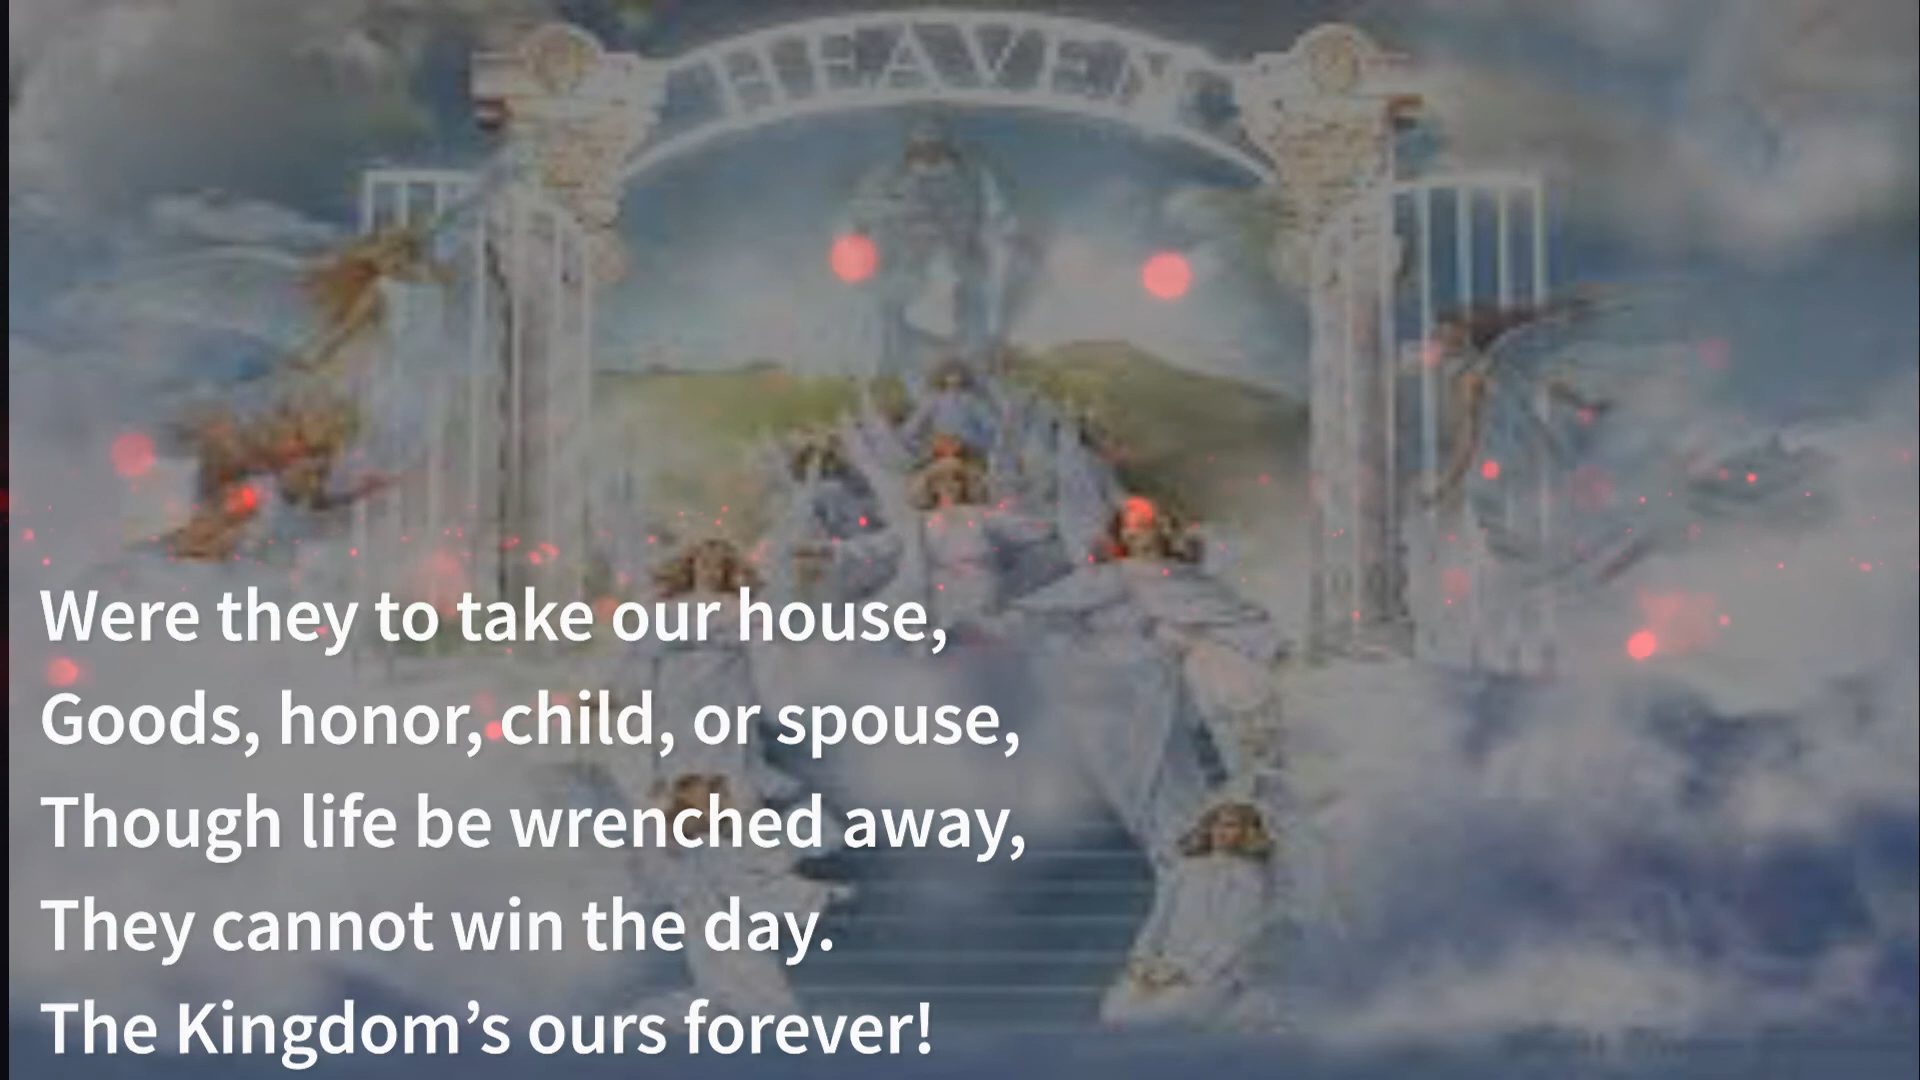 HEAVEN
Were they to take our house,
Goods, honor, child, or spouse,
Though life be wrenched away,
They cannot win the day.
The Kingdom’s ours forever!